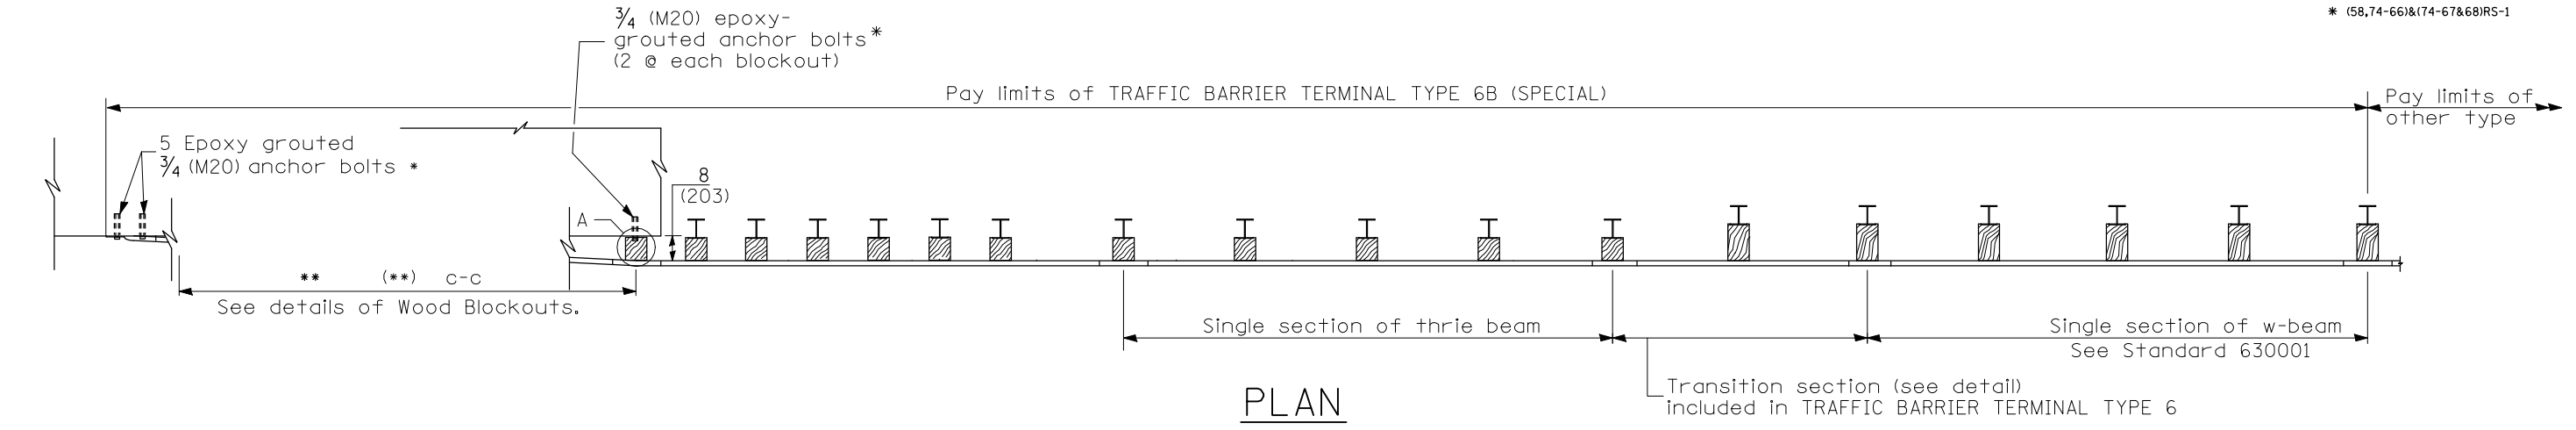 * (58,74-66)&(74-67&68)RS-1
¾ (M20) epoxy-
grouted anchor bolts*
(2 @ each blockout)
Pay limits of TRAFFIC BARRIER TERMINAL TYPE 6B (SPECIAL)
Pay limits of
other type
5 Epoxy grouted
¾ (M20) anchor bolts *
8
(203)
A
** (**) c-c
See details of Wood Blockouts.
Single section of thrie beam
Single section of w-beam
See Standard 630001
Transition section (see detail)
included in TRAFFIC BARRIER TERMINAL TYPE 6
PLAN